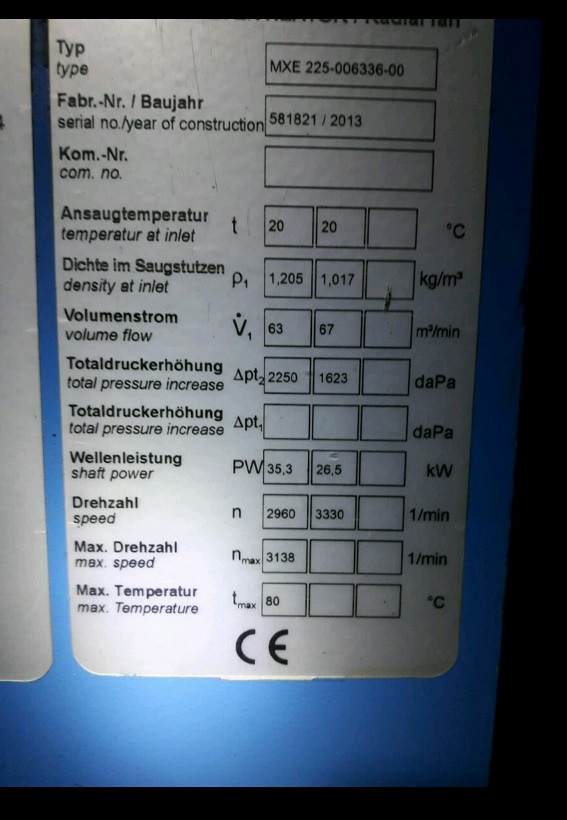 Radial fan
Typ
type
MXE 225-006336-00
Fabr.-Nr. / Baujahr
serial no./year of construction
581821 / 2013
Kom.-Nr.
com. no.
Ansaugtemperatur
temperatur at inlet
t 20 20 °C
Dichte im Saugstutzen
density at inlet
ρ₁ 1,205 1,017 kg/m³
Volumenstrom
volume flow
V̇₁ 63 67 m³/min
Totaldruckerhöhung
total pressure increase
Δpt₂ 2250 1623 daPa
Totaldruckerhöhung
total pressure increase
Δpt₁ daPa
Wellenleistung
shaft power
PW 35,3 26,5 kW
Drehzahl
speed
n 2960 3330 1/min
Max. Drehzahl
max. speed
nmax 3138 1/min
Max. Temperatur
max. Temperature
tmax 80 °C
CE
4